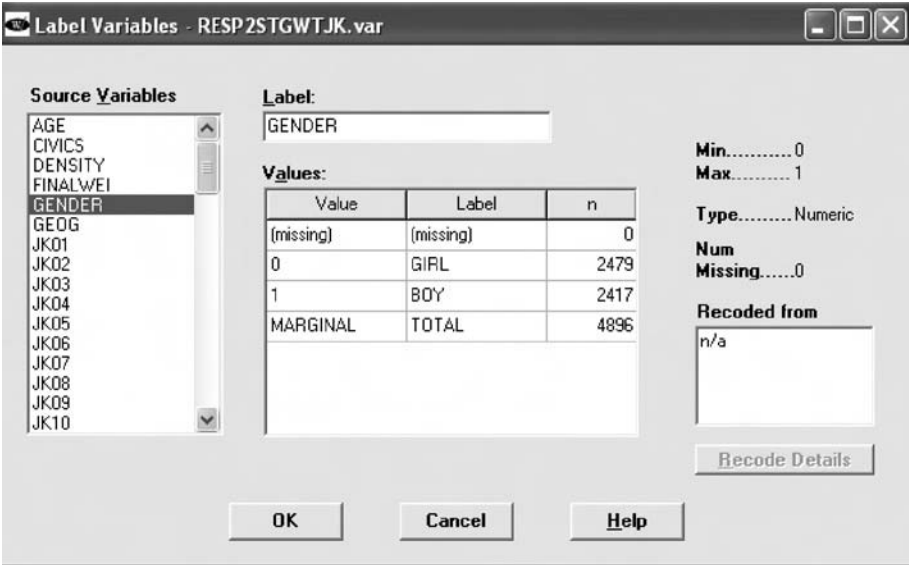 Label Variables - RESP2STGWTJK.var
Source Variables
AGE
CIVICS
DENSITY
FINALWEI
GENDER
GEOG
JK01
JK02
JK03
JK04
JK05
JK06
JK07
JK08
JK09
JK10
Label:
GENDER
Values:
Value Label n
(missing) (missing) 0
0 GIRL 2479
1 BOY 2417
MARGINAL TOTAL 4896
Min...........0
Max..........1
Type.........Numeric
Num
Missing......0
Recoded from
n/a
Recode Details
OK Cancel Help